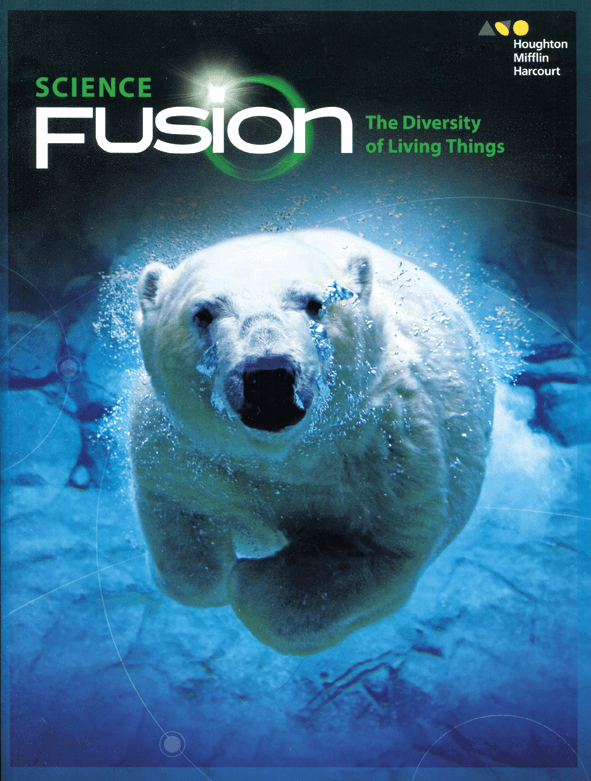 Houghton
Mifflin
Harcourt
SCIENCE
FUSION
The Diversity
of Living Things